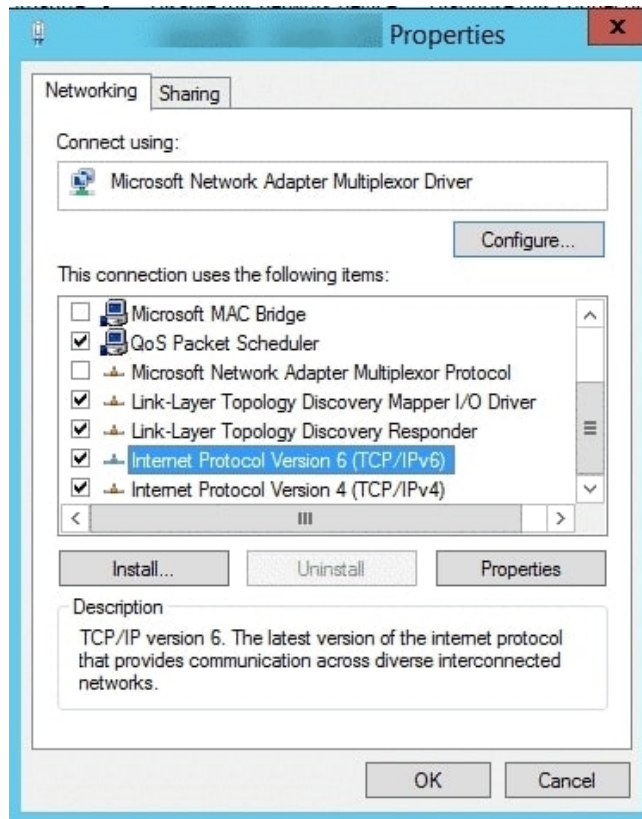 Properties
x
Networking
Sharing
Connect using:
Microsoft Network Adapter Multiplexor Driver
Configure...
This connection uses the following items:
Microsoft MAC Bridge
QoS Packet Scheduler
Microsoft Network Adapter Multiplexor Protocol
Link-Layer Topology Discovery Mapper I/O Driver
Link-Layer Topology Discovery Responder
Internet Protocol Version 6 (TCP/IPv6)
Internet Protocol Version 4 (TCP/IPv4)
Install...
Uninstall
Properties
Description
TCP/IP version 6. The latest version of the internet protocol
that provides communication across diverse interconnected
networks.
OK
Cancel